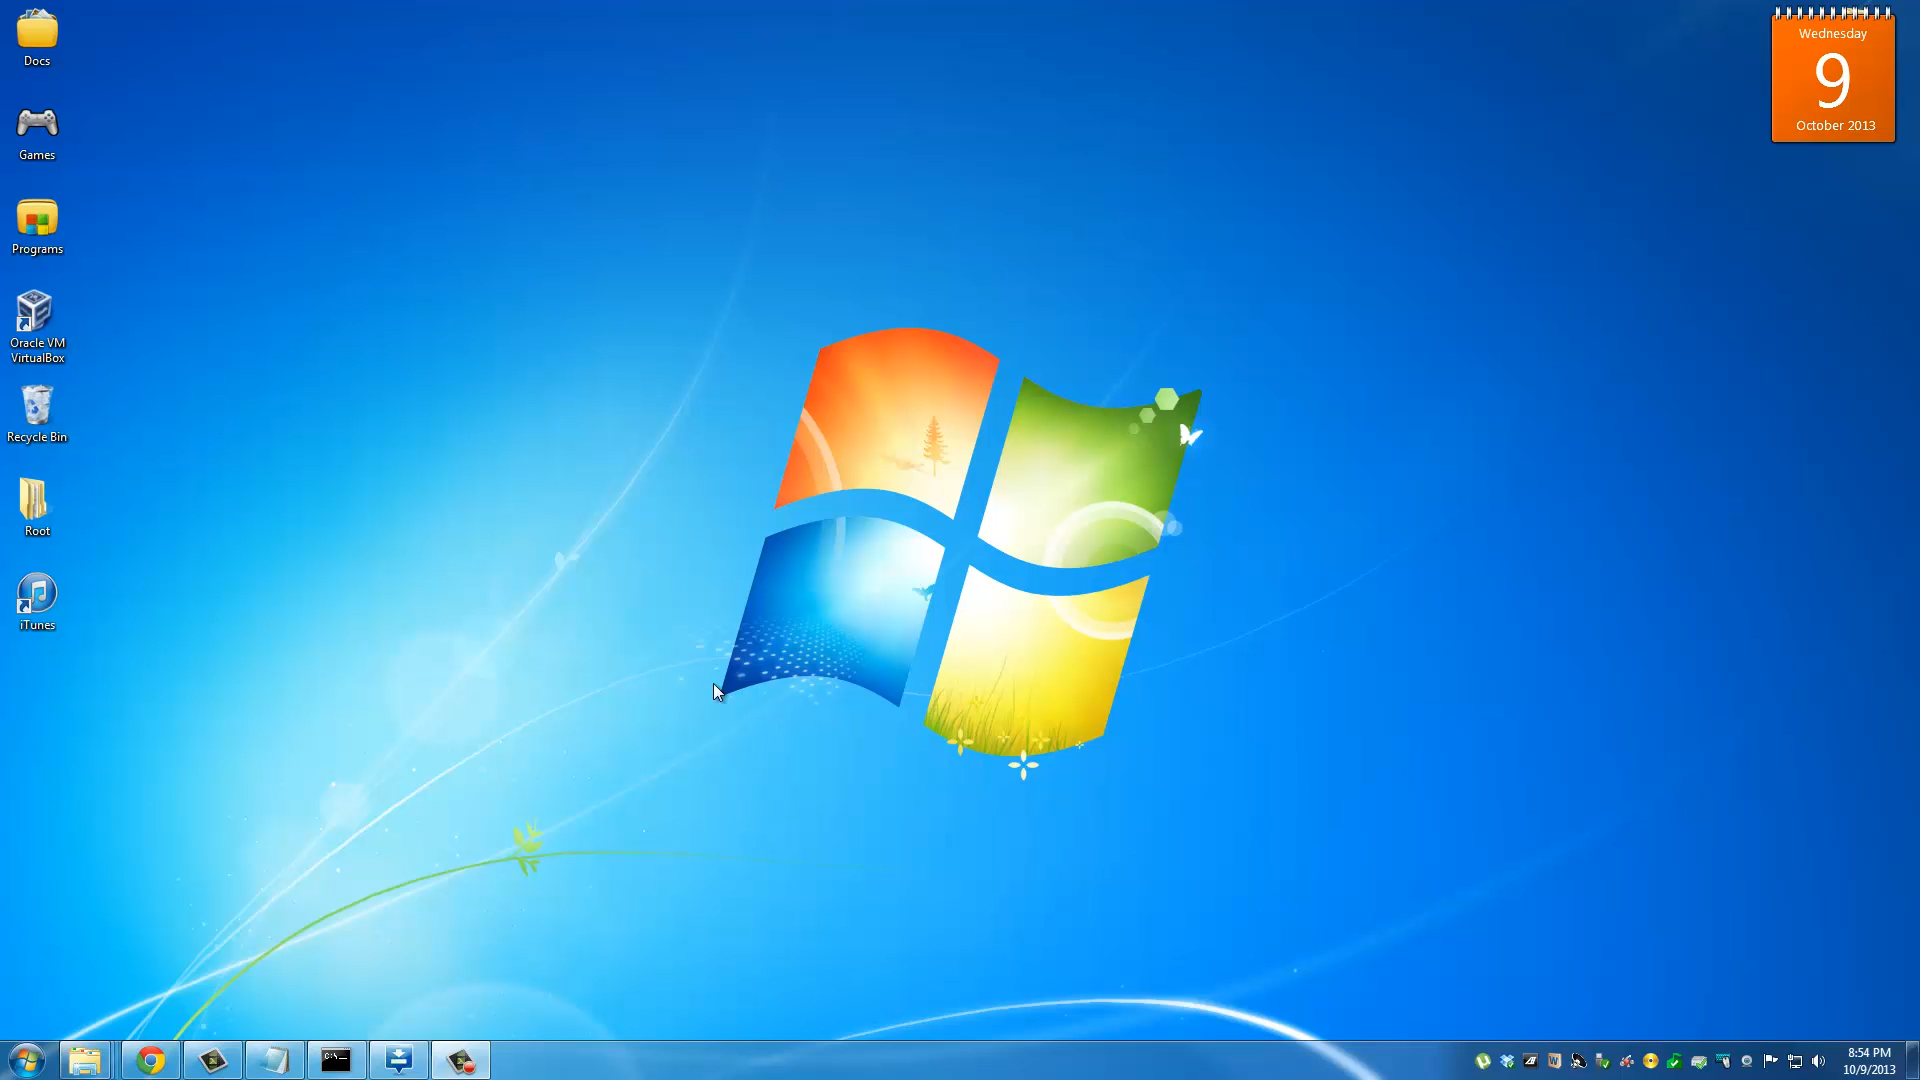 Docs
Games
Programs
Oracle VM
VirtualBox
Recycle Bin
Root
iTunes
Wednesday
9
October 2013
C:\
8:54 PM
10/9/2013